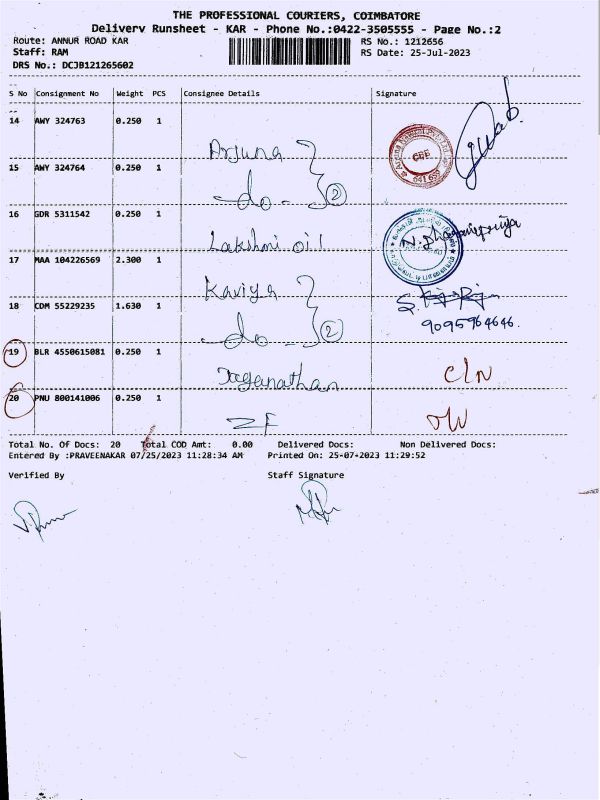 THE PROFESSIONAL COURIERS, COIMBATORE
Delivery Runsheet - KAR - Phone No.:0422-3505555 - Page No.:2
Route: ANNUR ROAD KAR RS No.: 1212656
Staff: RAM RS Date: 25-Jul-2023
DRS No.: DCJB121265602
S No Consignment No Weight PCS Consignee Details Signature
14 AWY 324763 0.250 1 Arjuna
15 AWY 324764 0.250 1 do - 2
CBE
641 659
16 GDR 5311542 0.250 1 Lakshmi oil
17 MAA 104226569 2.300 1 Kaviya
18 CDM 55229235 1.630 1 do - 2
9095964646.
19 BLR 4550615081 0.250 1 Jaganathan CLN
20 PNU 800141006 0.250 1 ZF OW
Total No. Of Docs: 20 Total COD Amt: 0.00 Delivered Docs: Non Delivered Docs:
Entered By :PRAVEENAKAR 07/25/2023 11:28:34 AM Printed On: 25-07-2023 11:29:52
Verified By Staff Signature